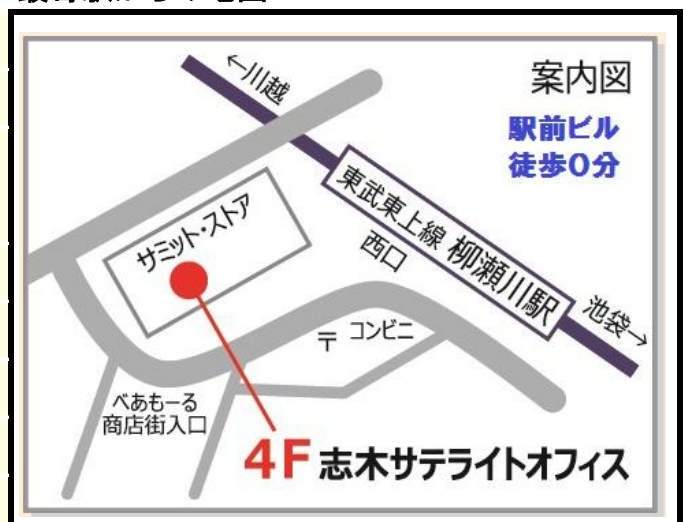 案内図
駅前ビル
徒歩0分
←川越
東武東上線 柳瀬川駅
西口
池袋→
サミット・ストア
〒 コンビニ
べあもーる
商店街入口
4F 志木サテライトオフィス